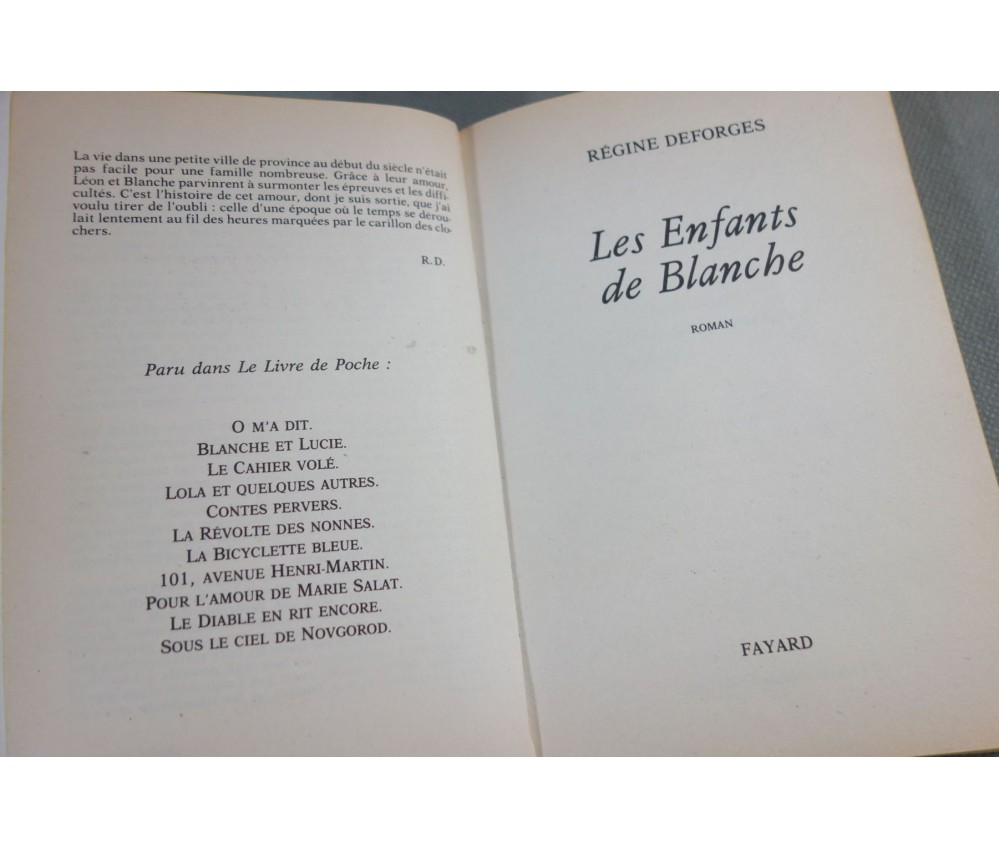 La vie dans une petite ville de province au début du siècle n'était
pas facile pour une famille nombreuse. Grâce à leur amour,
Léon et Blanche parvinrent à surmonter les épreuves et les diffi-
cultés. C'est l'histoire de cet amour, dont je suis sortie, que j'ai
voulu tirer de l'oubli : celle d'une époque où le temps se dérou-
lait lentement au fil des heures marquées par le carillon des clo-
chers.
R.D.
Paru dans Le Livre de Poche :
O M'A DIT.
BLANCHE ET LUCIE.
LE CAHIER VOLÉ.
LOLA ET QUELQUES AUTRES.
CONTES PERVERS.
LA RÉVOLTE DES NONNES.
LA BICYCLETTE BLEUE.
101, AVENUE HENRI-MARTIN.
POUR L'AMOUR DE MARIE SALAT.
LE DIABLE EN RIT ENCORE.
SOUS LE CIEL DE NOVGOROD.
RÉGINE DEFORGES
Les Enfants
de Blanche
ROMAN
FAYARD